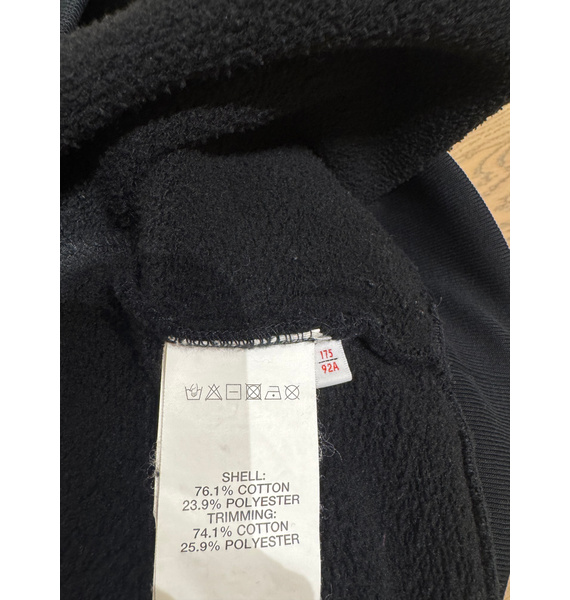 175
92A
SHELL:
76.1% COTTON
23.9% POLYESTER
TRIMMING:
74.1% COTTON
25.9% POLYESTER